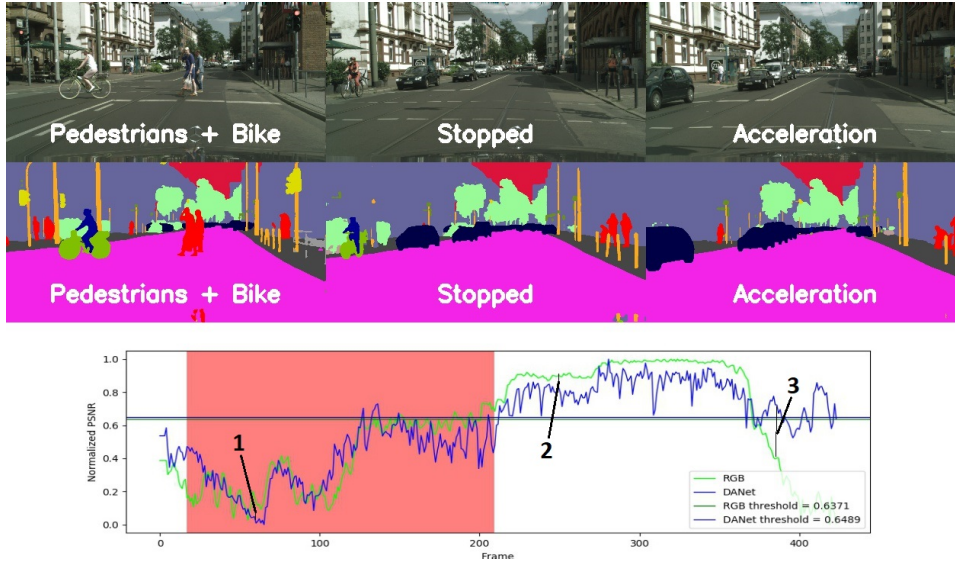 Pedestrians + Bike
Stopped
Acceleration
Pedestrians + Bike
Stopped
Acceleration
1.0
0.8
0.6
0.4
0.2
0.0
Normalized PSNR
1
2
3
RGB
DANet
RGB threshold = 0.6371
DANet threshold = 0.6489
0
100
200
300
400
Frame